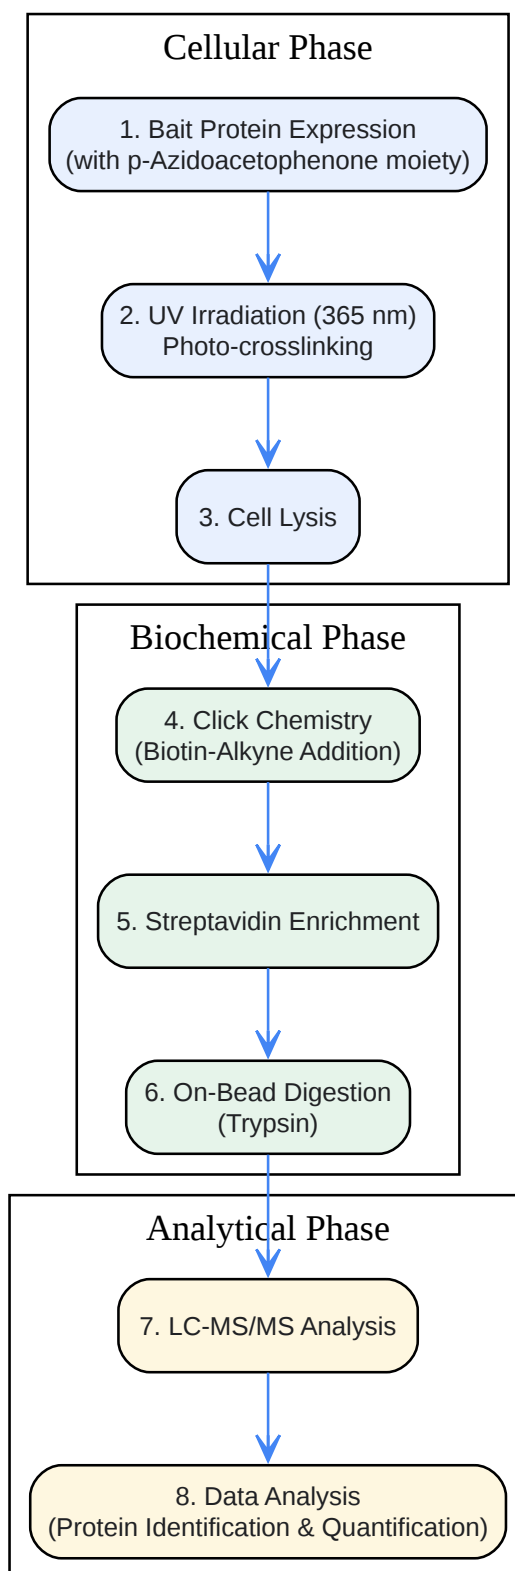 Cellular Phase
1. Bait Protein Expression
(with p-Azidoacetophenone moiety)
2. UV Irradiation (365 nm)
Photo-crosslinking
3. Cell Lysis
Biochemical Phase
4. Click Chemistry
(Biotin-Alkyne Addition)
5. Streptavidin Enrichment
6. On-Bead Digestion
(Trypsin)
Analytical Phase
7. LC-MS/MS Analysis
8. Data Analysis
(Protein Identification & Quantification)